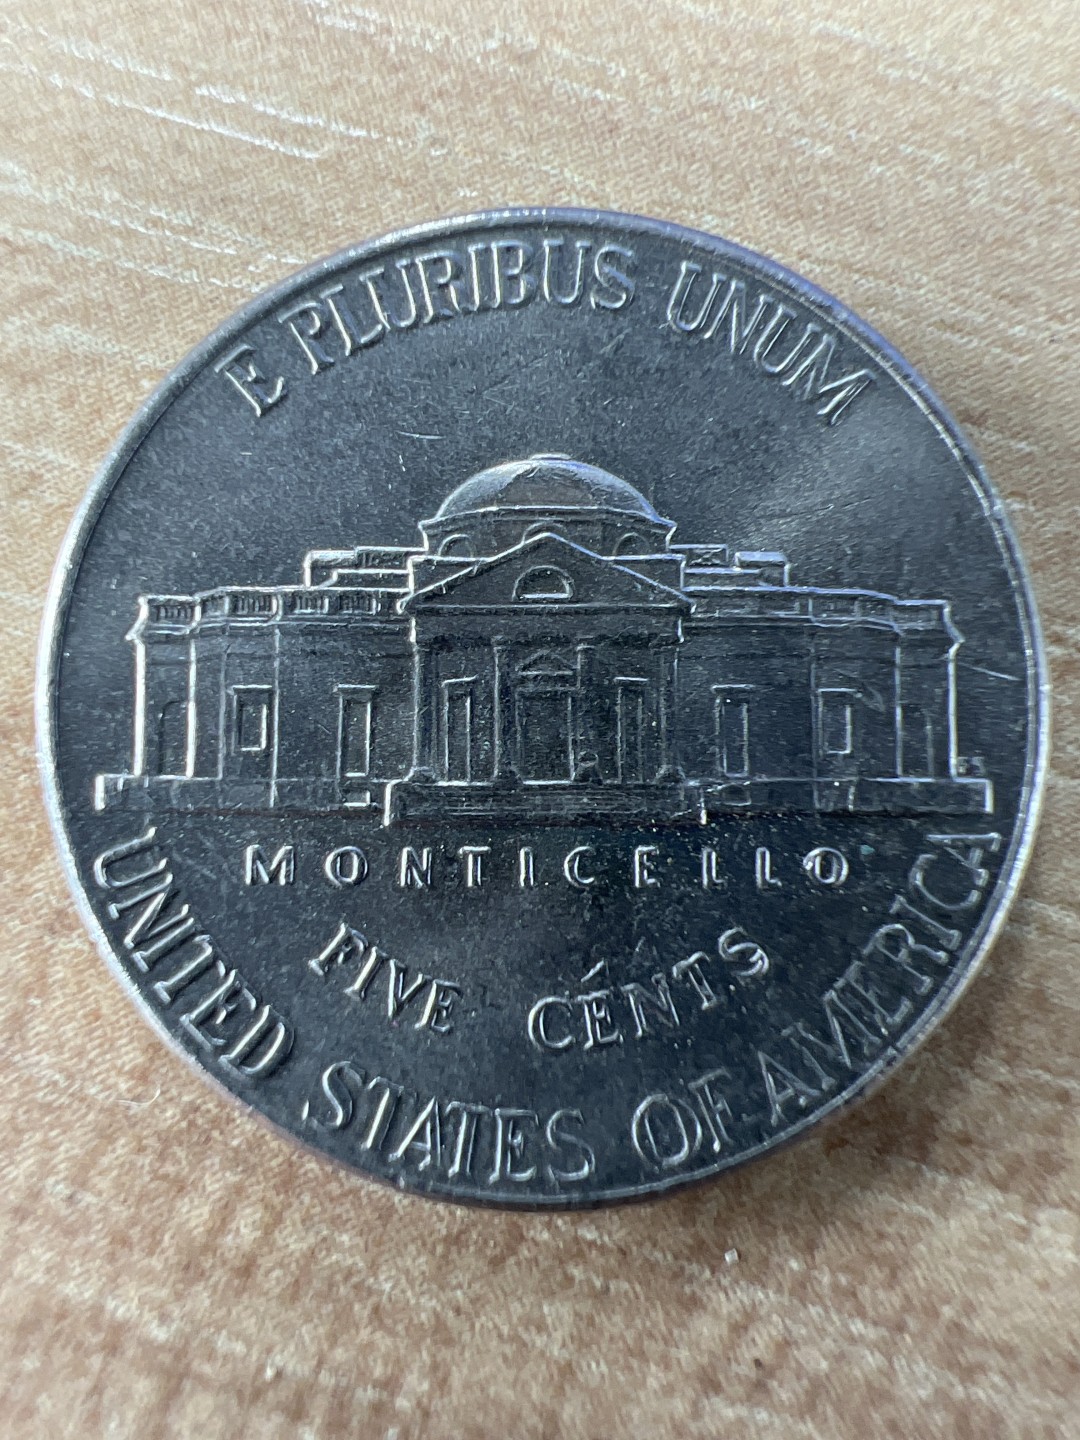 E PLURIBUS UNUM
MONTICELLO
FIVE CENTS
UNITED STATES OF AMERICA